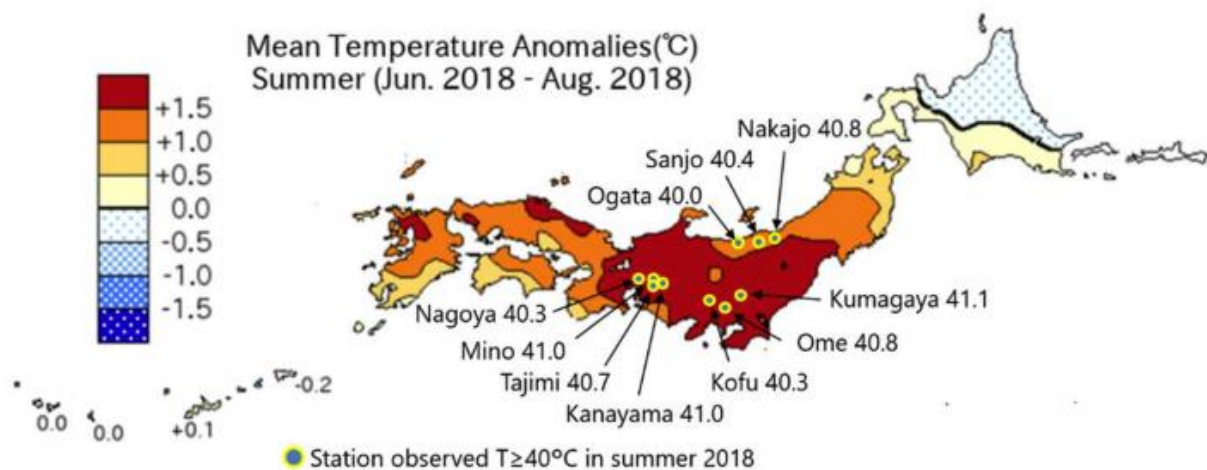 Mean Temperature Anomalies(℃)
Summer (Jun. 2018 - Aug. 2018)
+1.5
+1.0
+0.5
0.0
-0.5
-1.0
-1.5
Nakajo 40.8
Sanjo 40.4
Ogata 40.0
Nagoya 40.3
Mino 41.0
Tajimi 40.7
Kanayama 41.0
Kumagaya 41.1
Ome 40.8
Kofu 40.3
-0.2
0.0
0.0
+0.1
Station observed T≥40°C in summer 2018